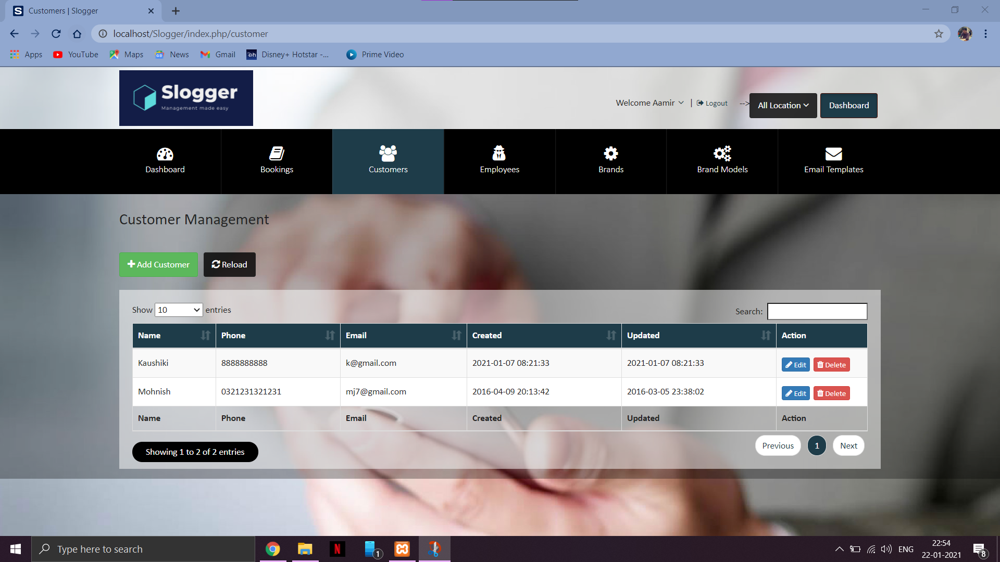 Customers | Slogger
localhost/Slogger/index.php/customer
Apps YouTube Maps News Gmail Disney+ Hotstar -... Prime Video
Slogger
Management made easy
Welcome Aamir | Logout --> All Location Dashboard
Dashboard Bookings Customers Employees Brands Brand Models Email Templates
Customer Management
Add Customer Reload
Show 10 entries Search:
Name Phone Email Created Updated Action
Kaushiki 8888888888 k@gmail.com 2021-01-07 08:21:33 2021-01-07 08:21:33 Edit Delete
Mohnish 0321231321231 mj7@gmail.com 2016-04-09 20:13:42 2016-03-05 23:38:02 Edit Delete
Name Phone Email Created Updated Action
Showing 1 to 2 of 2 entries Previous 1 Next
Type here to search 1 ENG 22:54
22-01-2021 8